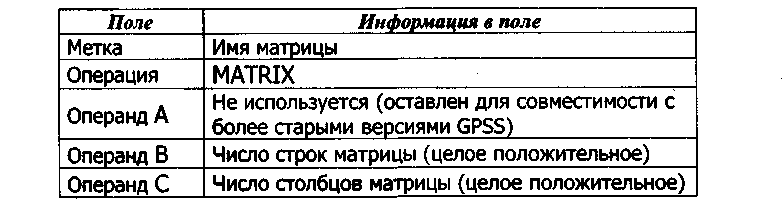 Поле Информация в поле
Метка Имя матрицы
Операция MATRIX
Операнд A Не используется (оставлен для совместимости с
более старыми версиями GPSS)
Операнд B Число строк матрицы (целое положительное)
Операнд C Число столбцов матрицы (целое положительное)